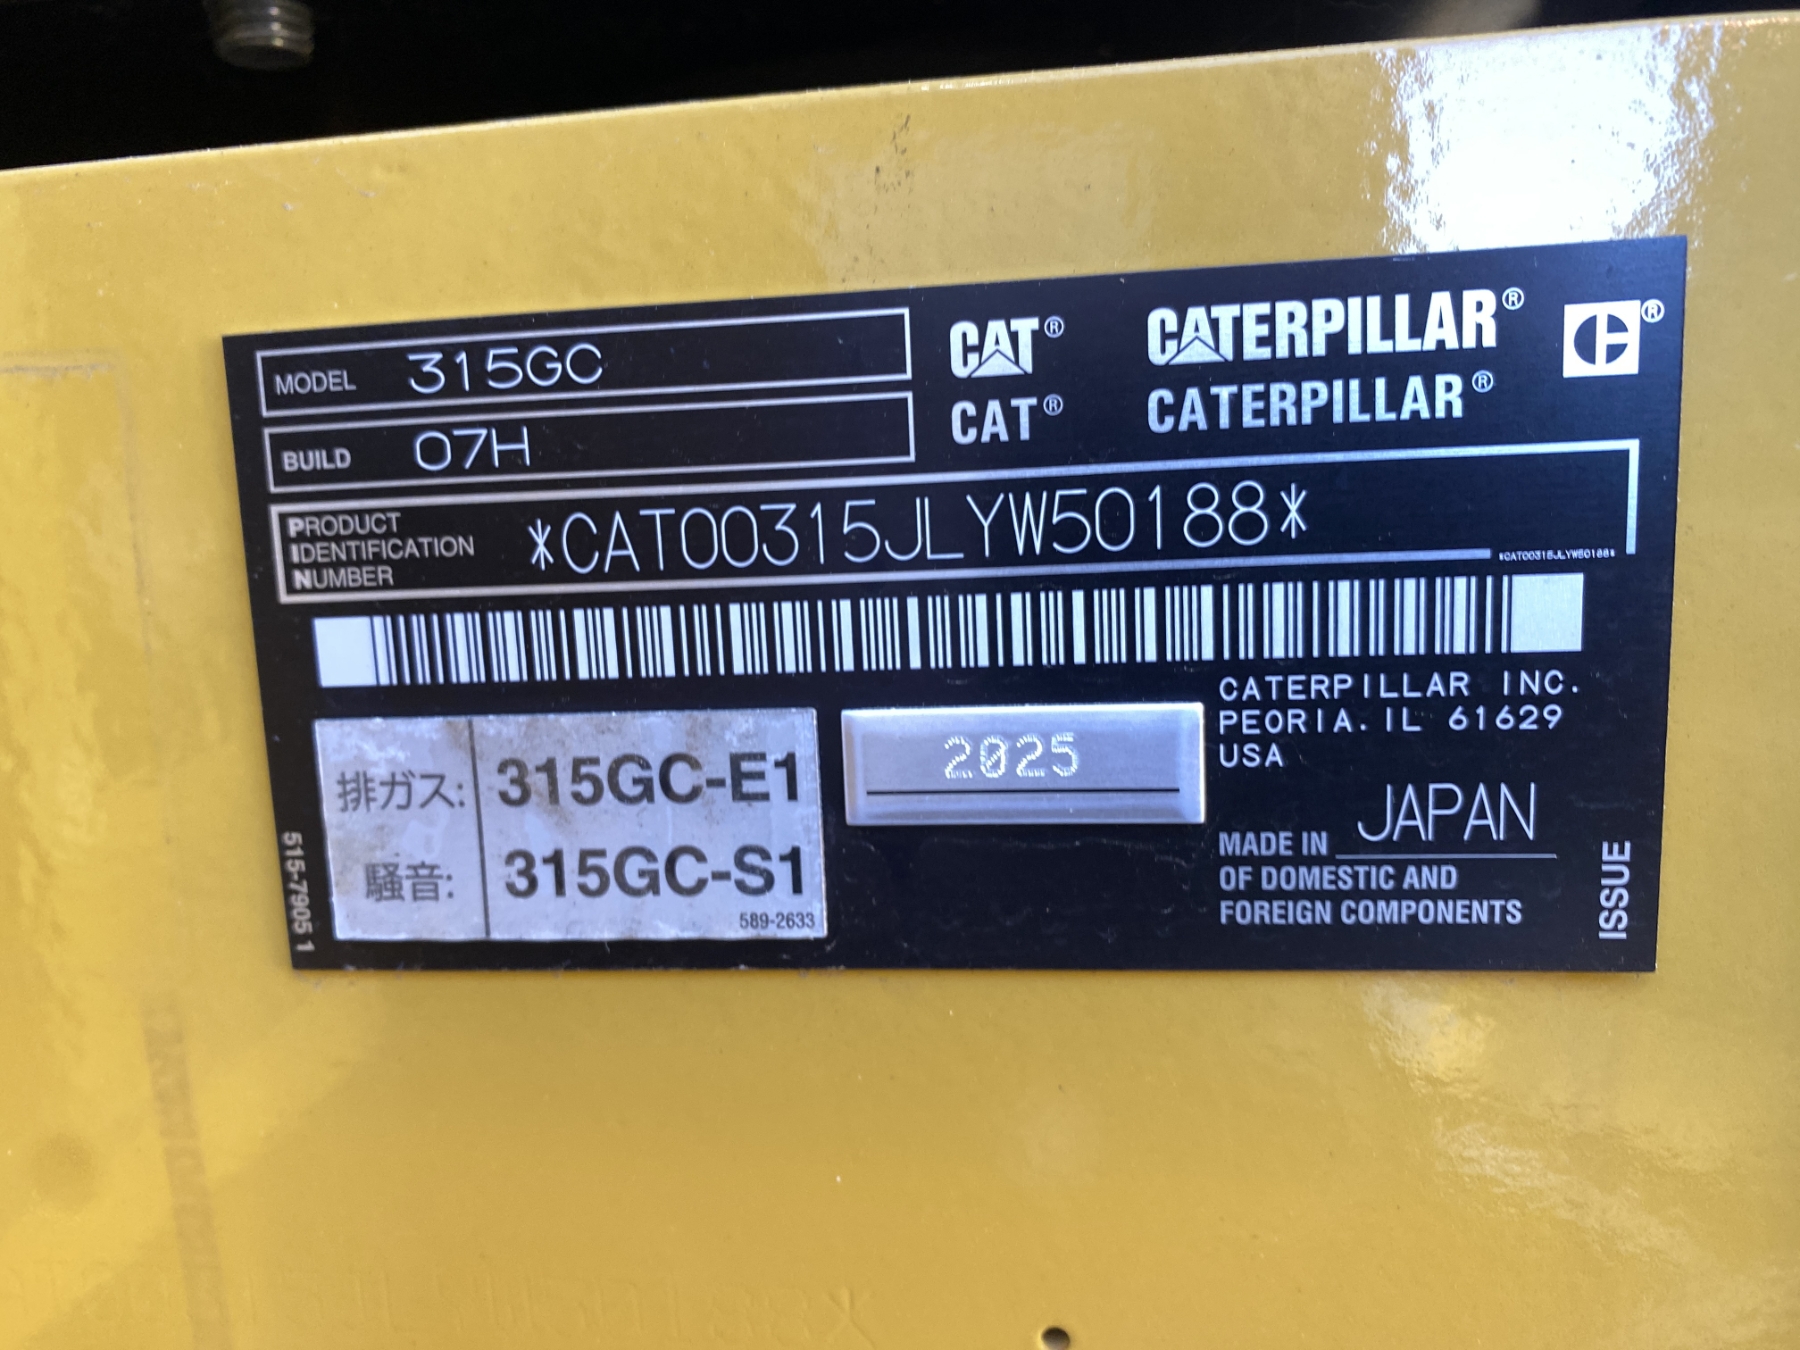 MODEL 315GC
CAT® CATERPILLAR®
BUILD 07H
CAT® CATERPILLAR®
PRODUCT
IDENTIFICATION
NUMBER
*CAT00315JLYW50188*
*CAT00315JLYW50188*
CATERPILLAR INC.
PEORIA. IL 61629
USA
排ガス: 315GC-E1
騒音: 315GC-S1
589-2633
2025
MADE IN JAPAN
OF DOMESTIC AND
FOREIGN COMPONENTS
515-7905 1
ISSUE